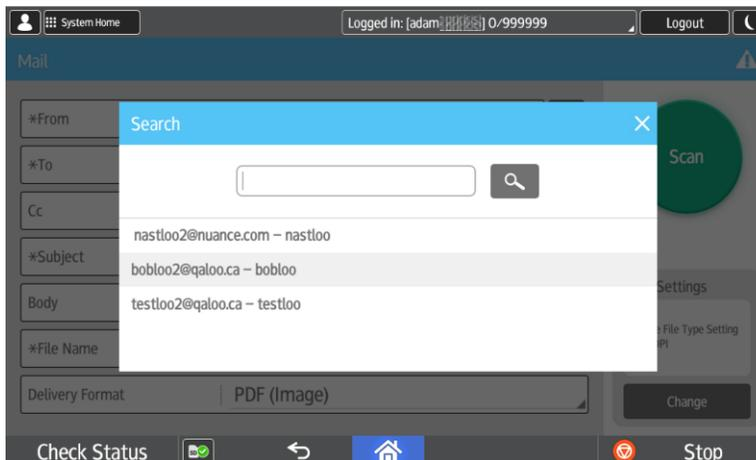 System Home
Logged in: [adam ] 0/999999
Logout
Mail
*From
Search
*To
Scan
Cc
nastloo2@nuance.com – nastloo
*Subject
bobloo2@qaloo.ca – bobloo
Settings
Body
testloo2@qaloo.ca – testloo
File Type Setting
*File Name
Delivery Format
PDF (Image)
Change
Check Status
Stop